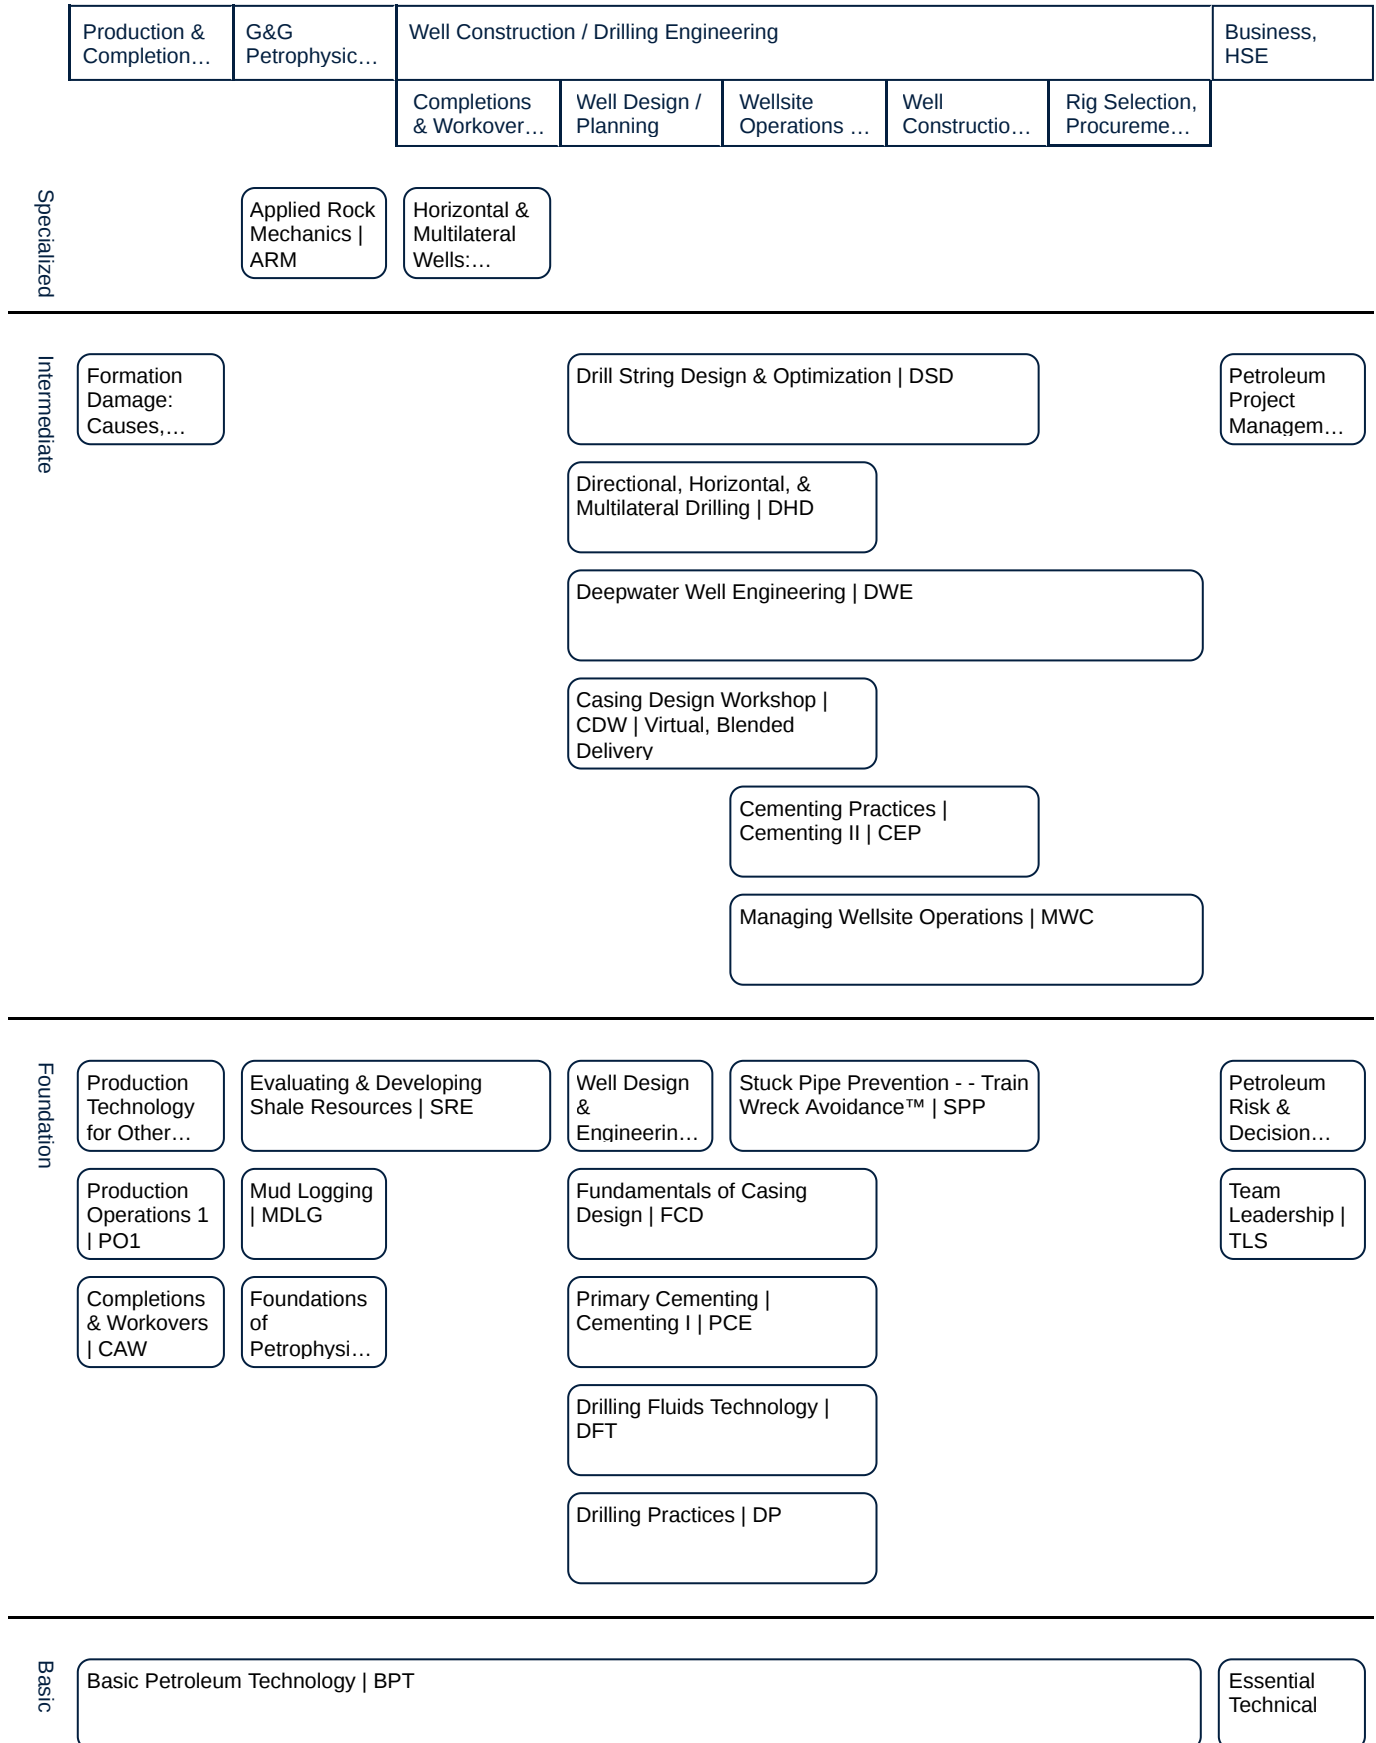 Production &
Completion…
G&G
Petrophysic…
Well Construction / Drilling Engineering
Business,
HSE
Completions
& Workover…
Well Design /
Planning
Wellsite
Operations …
Well
Constructio…
Rig Selection,
Procureme…
Specialized
Applied Rock
Mechanics |
ARM
Horizontal &
Multilateral
Wells:…
Intermediate
Formation
Damage:
Causes,…
Drill String Design & Optimization | DSD
Petroleum
Project
Managem…
Directional, Horizontal, &
Multilateral Drilling | DHD
Deepwater Well Engineering | DWE
Casing Design Workshop |
CDW | Virtual, Blended
Delivery
Cementing Practices |
Cementing II | CEP
Managing Wellsite Operations | MWC
Foundation
Production
Technology
for Other…
Evaluating & Developing
Shale Resources | SRE
Well Design
&
Engineerin…
Stuck Pipe Prevention - - Train
Wreck Avoidance™ | SPP
Petroleum
Risk &
Decision…
Production
Operations 1
| PO1
Mud Logging
| MDLG
Fundamentals of Casing
Design | FCD
Team
Leadership |
TLS
Completions
& Workovers
| CAW
Foundations
of
Petrophysi…
Primary Cementing |
Cementing I | PCE
Drilling Fluids Technology |
DFT
Drilling Practices | DP
Basic
Basic Petroleum Technology | BPT
Essential
Technical